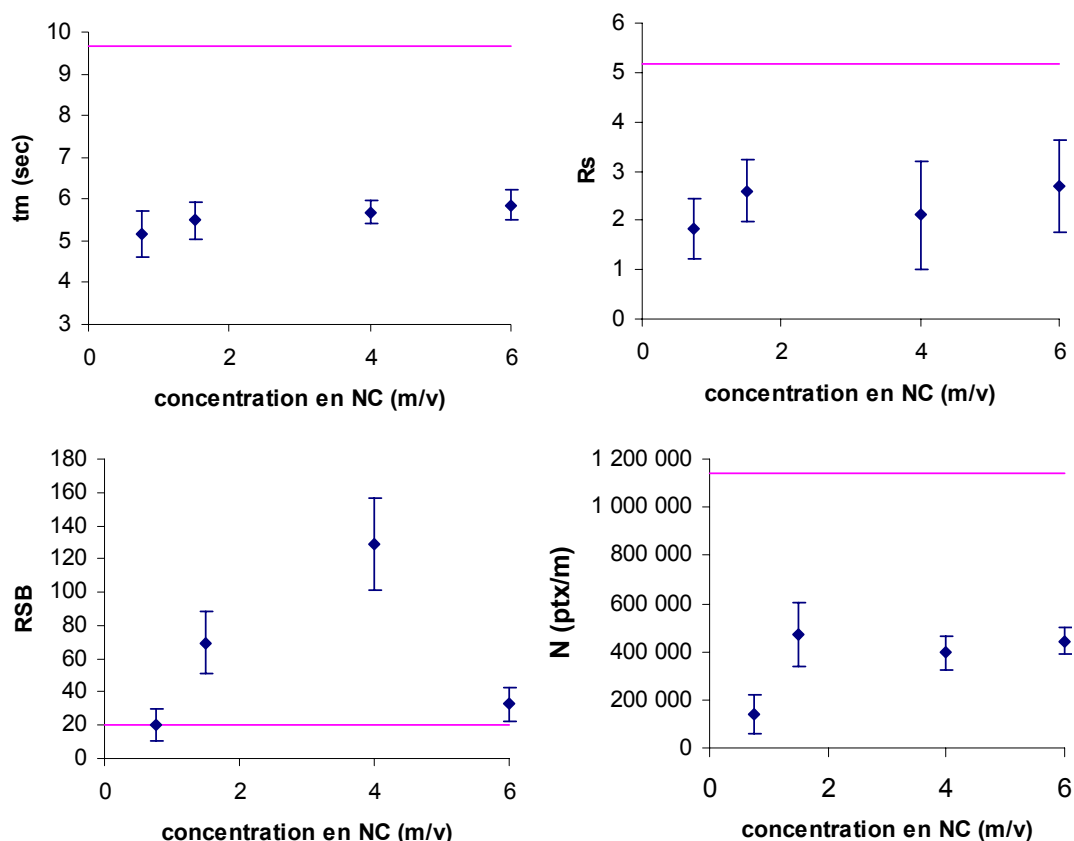 10
9
8
7
6
5
4
3
tm (sec)
0 2 4 6
concentration en NC (m/v)
6
5
4
3
2
1
0
Rs
0 2 4 6
concentration en NC (m/v)
180
160
140
120
100
80
60
40
20
0
RSB
0 2 4 6
concentration en NC (m/v)
1 200 000
1 000 000
800 000
600 000
400 000
200 000
0
N (ptx/m)
0 2 4 6
concentration en NC (m/v)